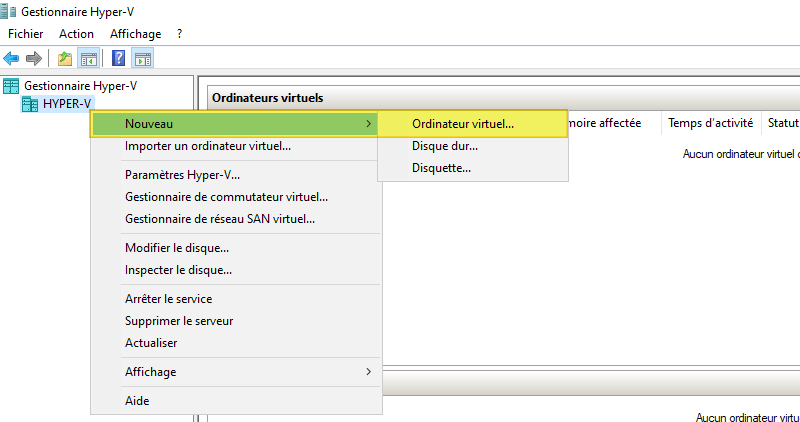 Gestionnaire Hyper-V
Fichier Action Affichage ?
Gestionnaire Hyper-V
HYPER-V
Ordinateurs virtuels
moire affectée Temps d'activité Statut
Aucun ordinateur virtuel
Nouveau
Importer un ordinateur virtuel...
Paramètres Hyper-V...
Gestionnaire de commutateur virtuel...
Gestionnaire de réseau SAN virtuel...
Modifier le disque...
Inspecter le disque...
Arrêter le service
Supprimer le serveur
Actualiser
Affichage
Aide
Ordinateur virtuel...
Disque dur...
Disquette...
Aucun ordinateur virtue